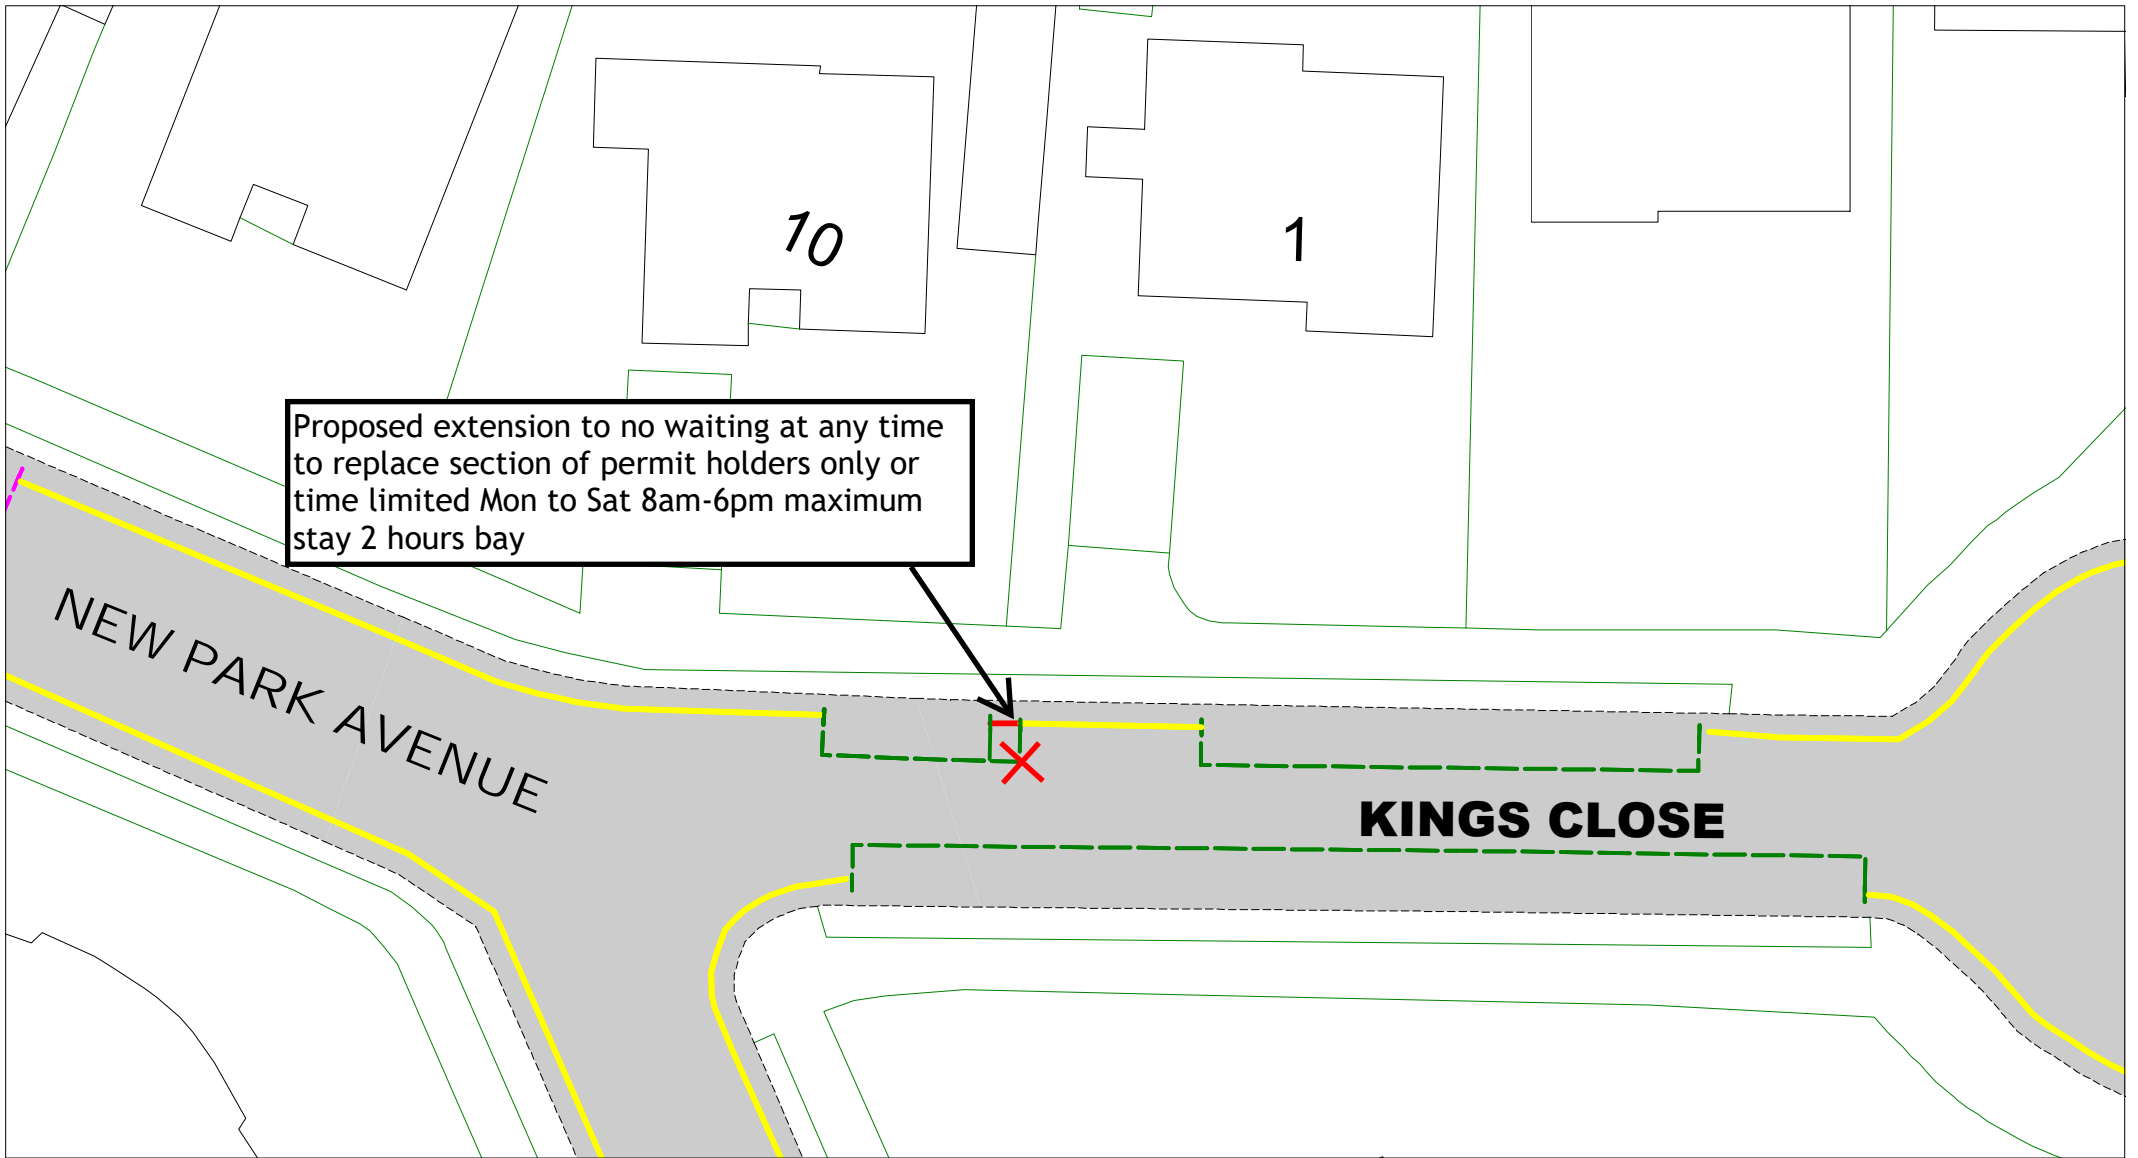 10
1
Proposed extension to no waiting at any time
to replace section of permit holders only or
time limited Mon to Sat 8am-6pm maximum
stay 2 hours bay
NEW PARK AVENUE
KINGS CLOSE